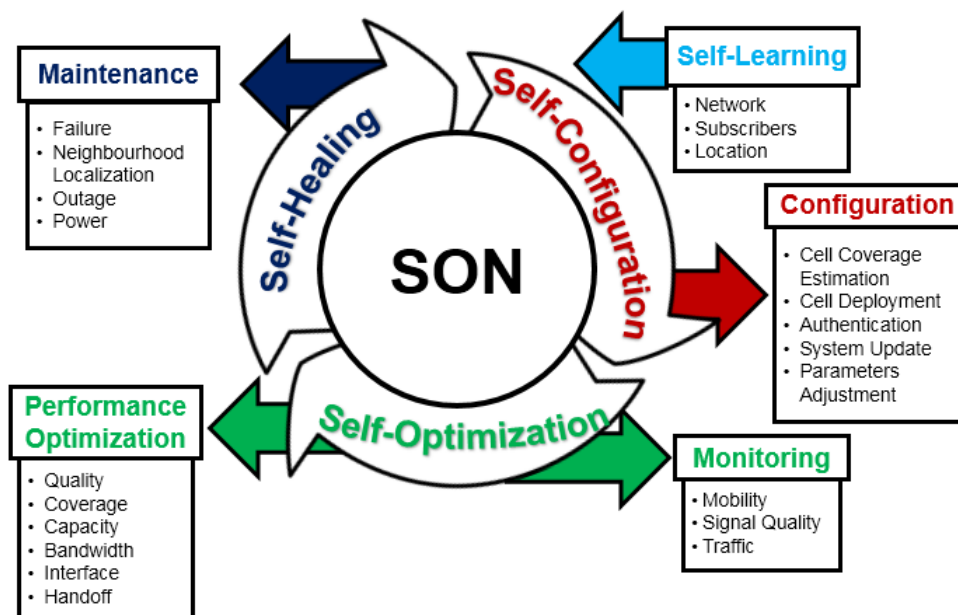 Maintenance
• Failure
• Neighbourhood
Localization
• Outage
• Power
Self-Healing
Self-Configuration
Self-Learning
• Network
• Subscribers
• Location
SON
Configuration
• Cell Coverage
Estimation
• Cell Deployment
• Authentication
• System Update
• Parameters
Adjustment
Performance
Optimization
• Quality
• Coverage
• Capacity
• Bandwidth
• Interface
• Handoff
Self-Optimization
Monitoring
• Mobility
• Signal Quality
• Traffic